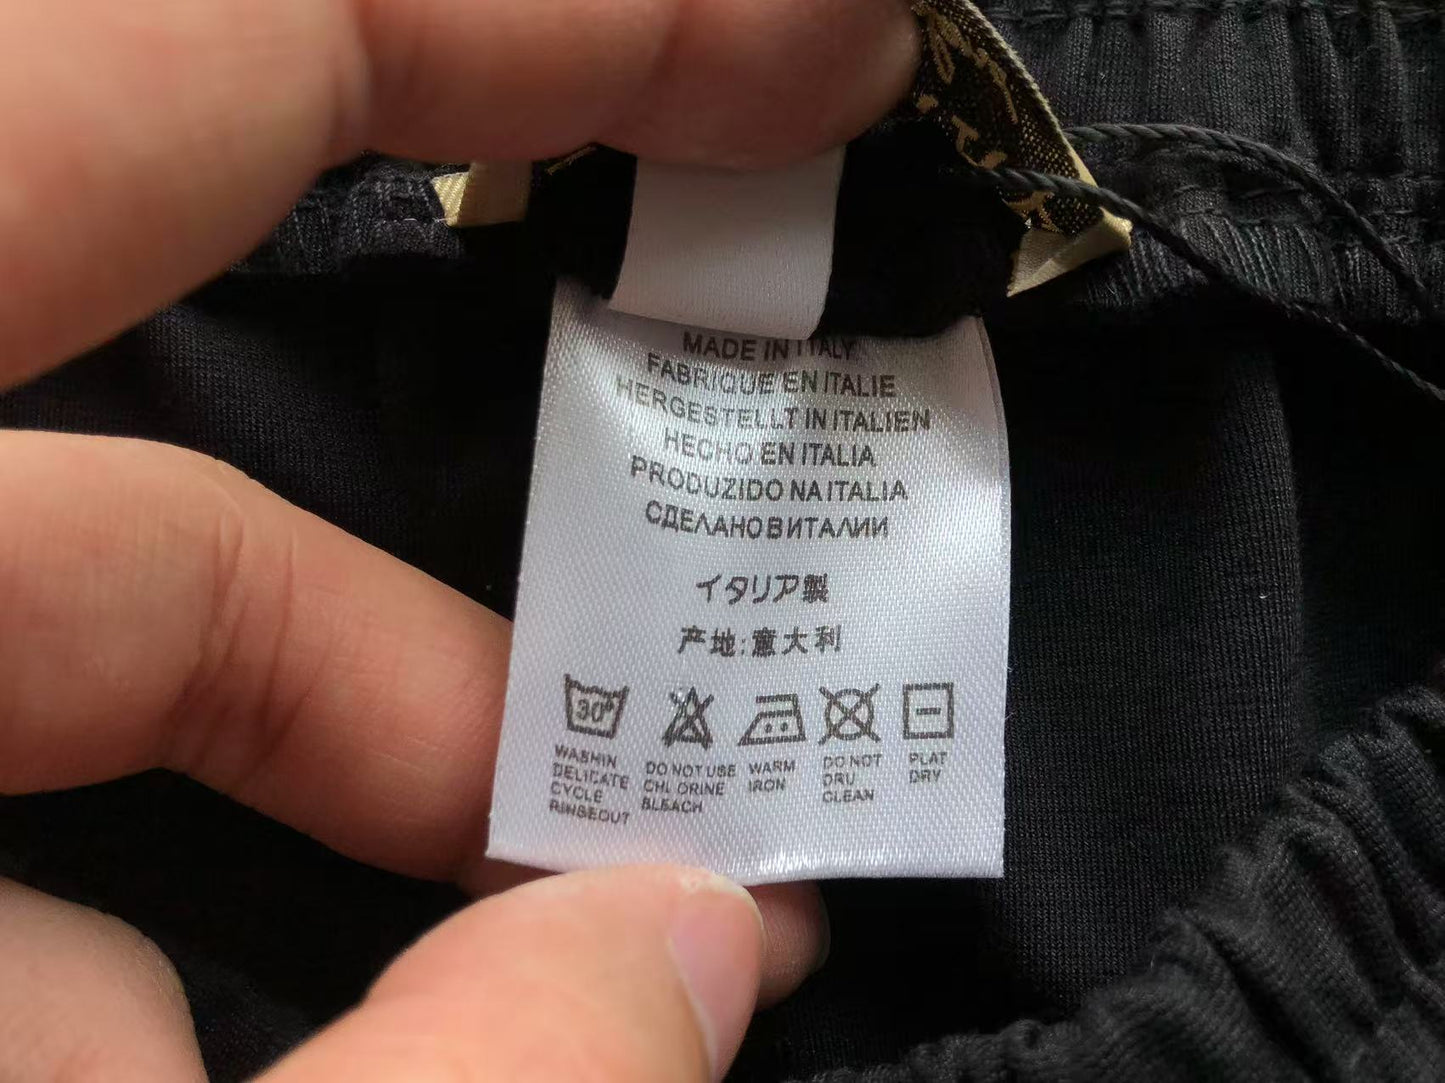 MADE IN ITALY
FABRIQUE EN ITALIE
HERGESTELLT IN ITALIEN
HECHO EN ITALIA
PRODUZIDO NA ITALIA
СДЕЛАНО В ИТАЛИИ
イタリア製
产地:意大利
30°
WASHIN
DELICATE
CYCLE
RINSEOUT
DO NOT USE
CHLORINE
BLEACH
WARM
IRON
DO NOT
DRU
CLEAN
PLAT
DRY